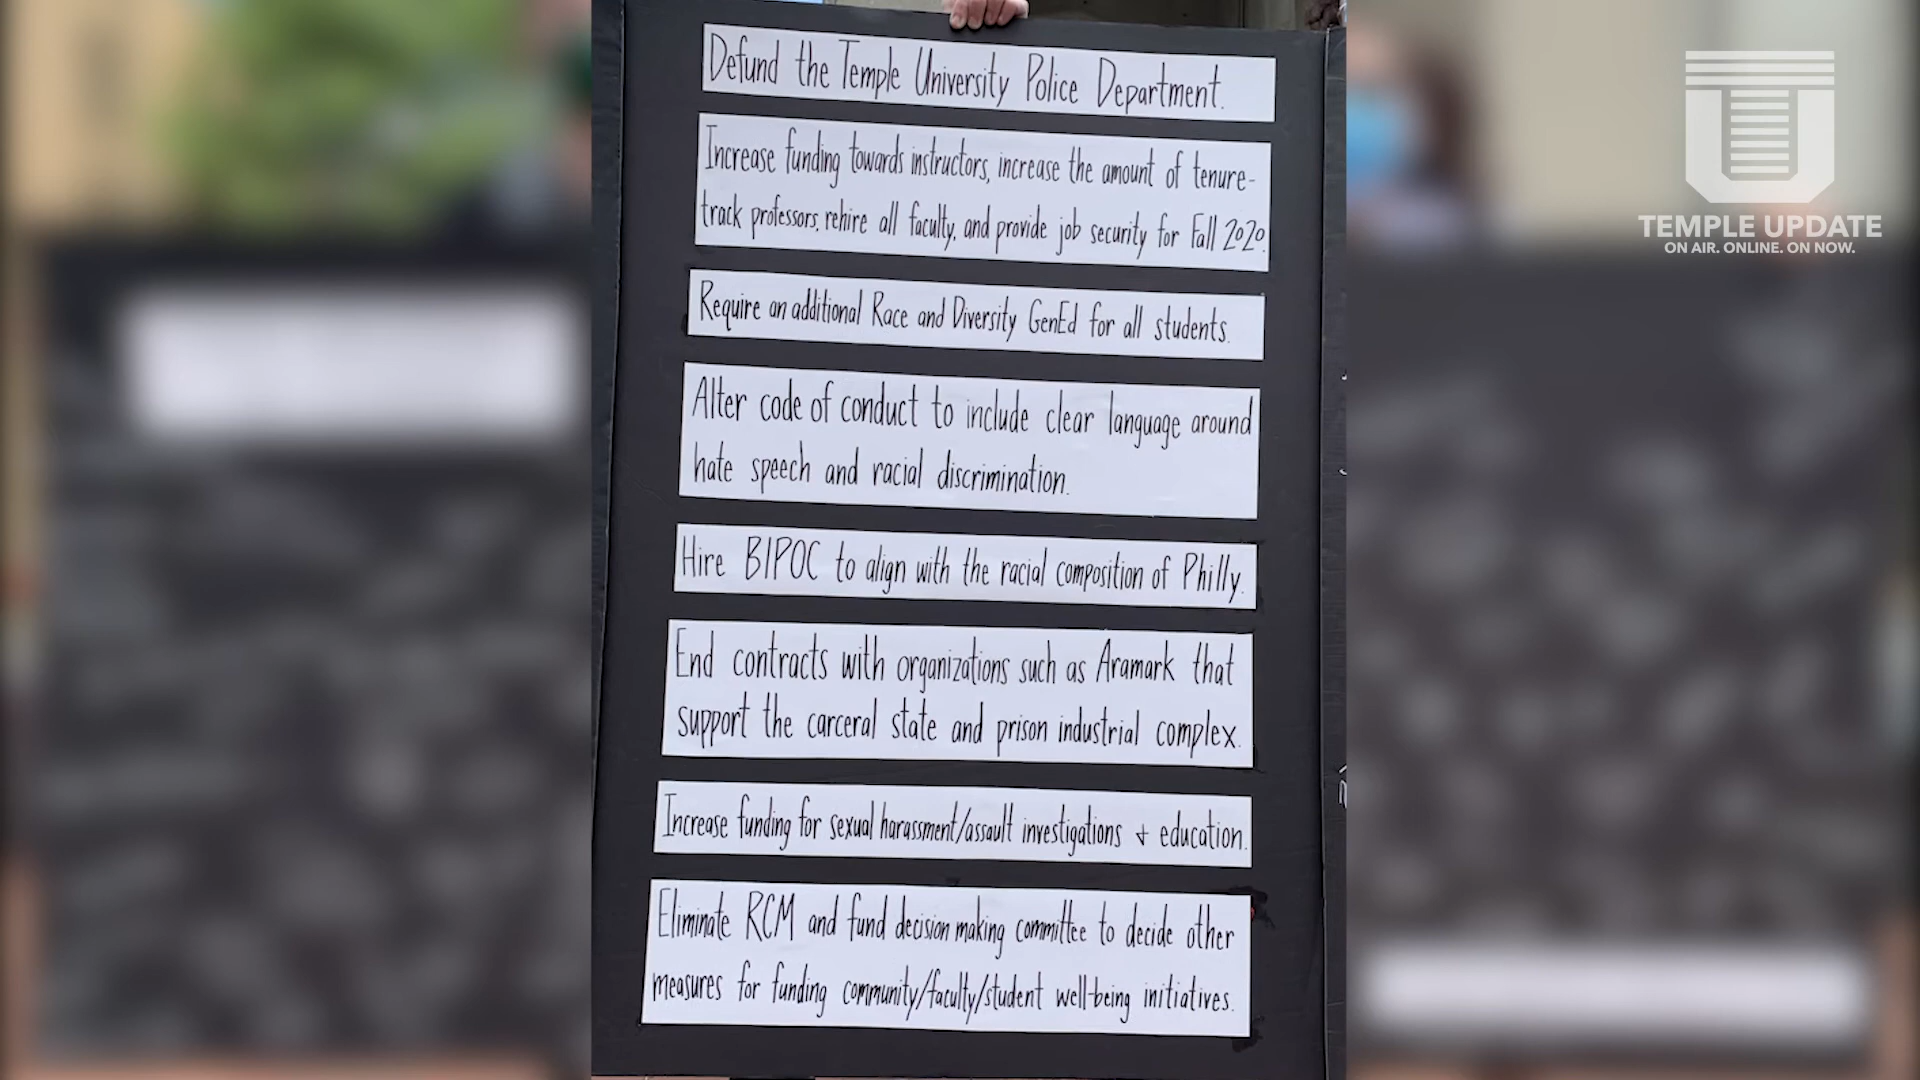 Defund the Temple University Police Department.
Increase funding towards instructors, increase the amount of tenure-
track professors, rehire all faculty, and provide job security for Fall 2020.
Require an additional Race and Diversity GenEd for all students.
Alter code of conduct to include clear language around
hate speech and racial discrimination.
Hire BIPOC to align with the racial composition of Philly.
End contracts with organizations such as Aramark that
support the carceral state and prison industrial complex.
Increase funding for sexual harassment/assault investigations + education.
Eliminate RCM and fund decision making committee to decide other
measures for funding community/faculty/student well-being initiatives.
TEMPLE UPDATE
ON AIR. ONLINE. ON NOW.